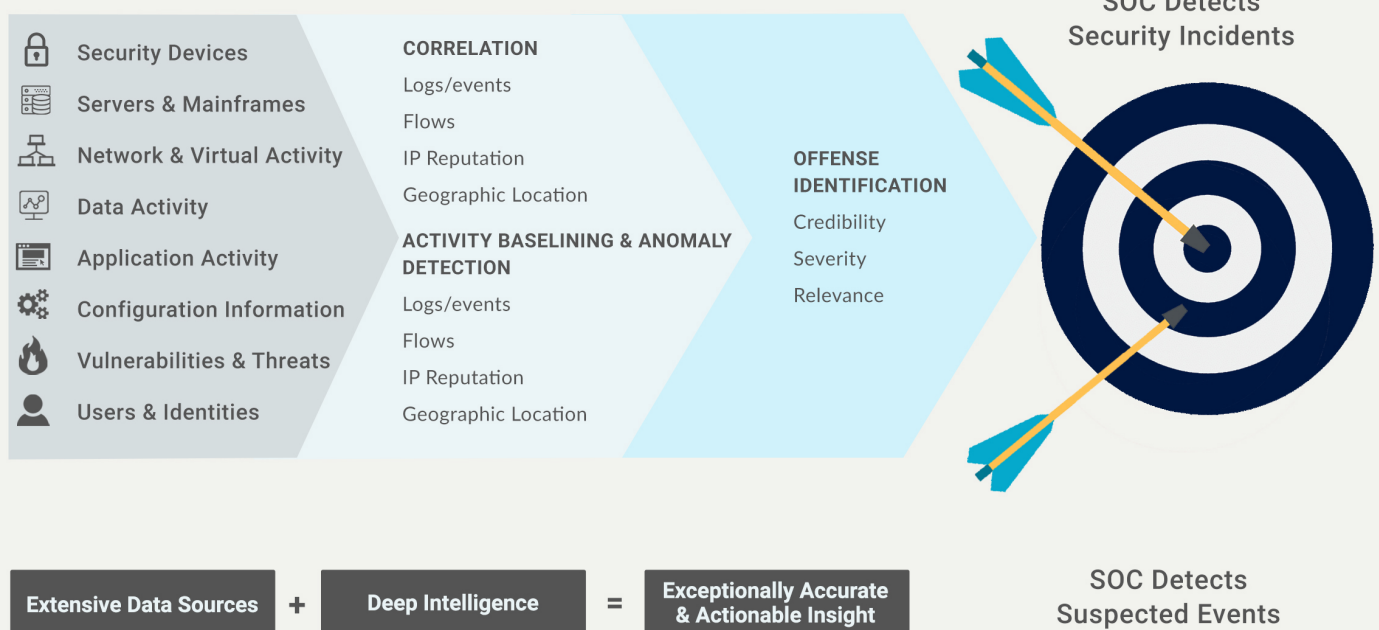 SOC Detects
Security Incidents
Security Devices
Servers & Mainframes
Network & Virtual Activity
Data Activity
Application Activity
Configuration Information
Vulnerabilities & Threats
Users & Identities
CORRELATION
Logs/events
Flows
IP Reputation
Geographic Location
ACTIVITY BASELINING & ANOMALY
DETECTION
Logs/events
Flows
IP Reputation
Geographic Location
OFFENSE
IDENTIFICATION
Credibility
Severity
Relevance
Extensive Data Sources
+
Deep Intelligence
=
Exceptionally Accurate
& Actionable Insight
SOC Detects
Suspected Events